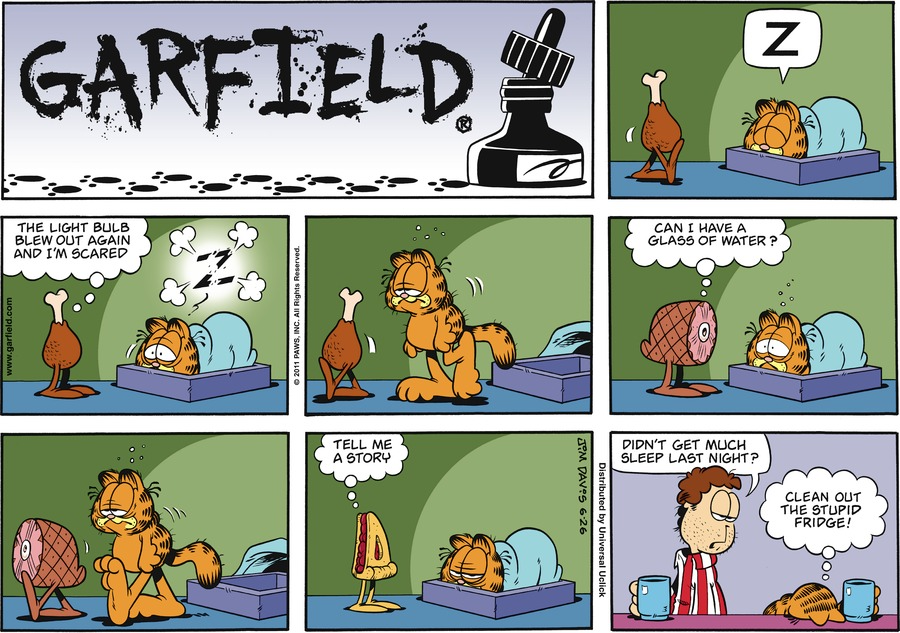 GARFIELD®
Z
THE LIGHT BULB
BLEW OUT AGAIN
AND I'M SCARED
Z
www.garfield.com
© 2011 PAWS, INC. All Rights Reserved.
CAN I HAVE A
GLASS OF WATER?
TELL ME
A STORY
JIM DAVIS 6-26
Distributed by Universal Uclick
DIDN'T GET MUCH
SLEEP LAST NIGHT?
CLEAN OUT
THE STUPID
FRIDGE!